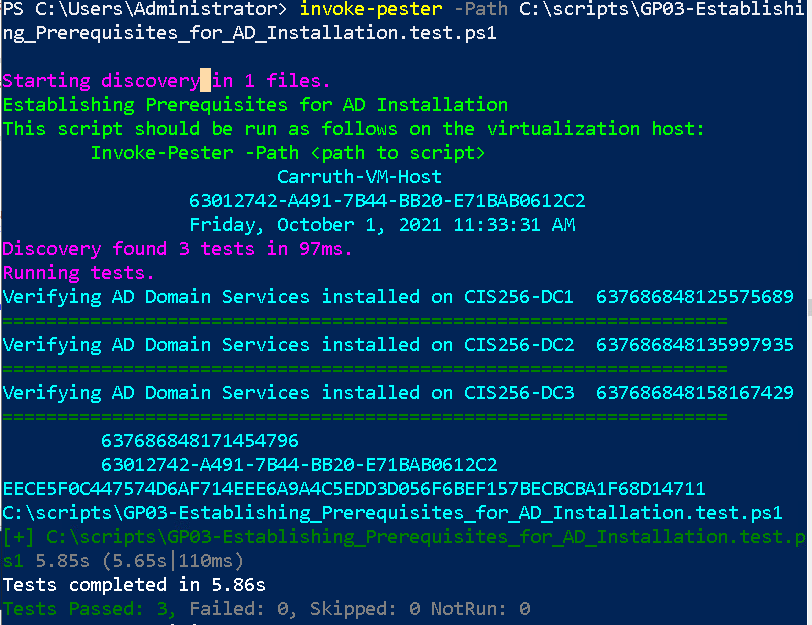 PS C:\Users\Administrator> invoke-pester -Path C:\scripts\GP03-Establishi
ng_Prerequisites_for_AD_Installation.test.ps1
Starting discovery in 1 files.
Establishing Prerequisites for AD Installation
This script should be run as follows on the virtualization host:
Invoke-Pester -Path <path to script>
Carruth-VM-Host
63012742-A491-7B44-BB20-E71BAB0612C2
Friday, October 1, 2021 11:33:31 AM
Discovery found 3 tests in 97ms.
Running tests.
Verifying AD Domain Services installed on CIS256-DC1  637686848125575689
==================================================================
Verifying AD Domain Services installed on CIS256-DC2  637686848135997935
==================================================================
Verifying AD Domain Services installed on CIS256-DC3  637686848158167429
==================================================================
637686848171454796
63012742-A491-7B44-BB20-E71BAB0612C2
EECE5F0C447574D6AF714EEE6A9A4C5EDD3D056F6BEF157BECBCBA1F68D14711
C:\scripts\GP03-Establishing_Prerequisites_for_AD_Installation.test.ps1
[+] C:\scripts\GP03-Establishing_Prerequisites_for_AD_Installation.test.p
s1 5.85s (5.65s|110ms)
Tests completed in 5.86s
Tests Passed: 3, Failed: 0, Skipped: 0 NotRun: 0